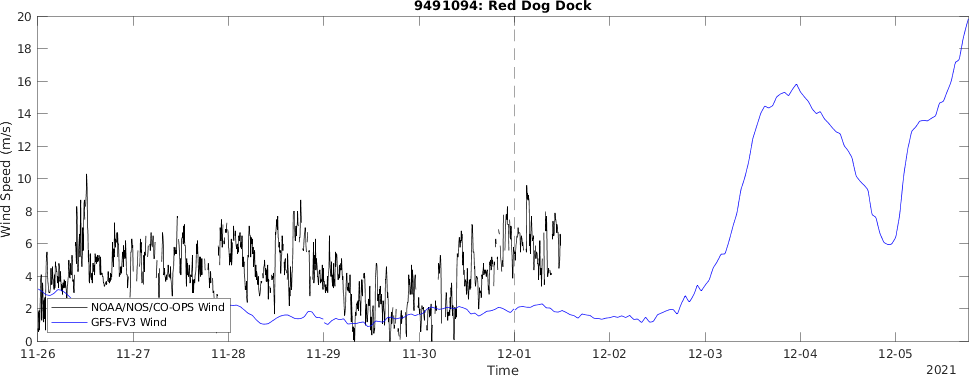 9491094: Red Dog Dock
Wind Speed (m/s)
20
18
16
14
12
10
8
6
4
2
0
NOAA/NOS/CO-OPS Wind
GFS-FV3 Wind
11-26 11-27 11-28 11-29 11-30 12-01 12-02 12-03 12-04 12-05
Time
2021